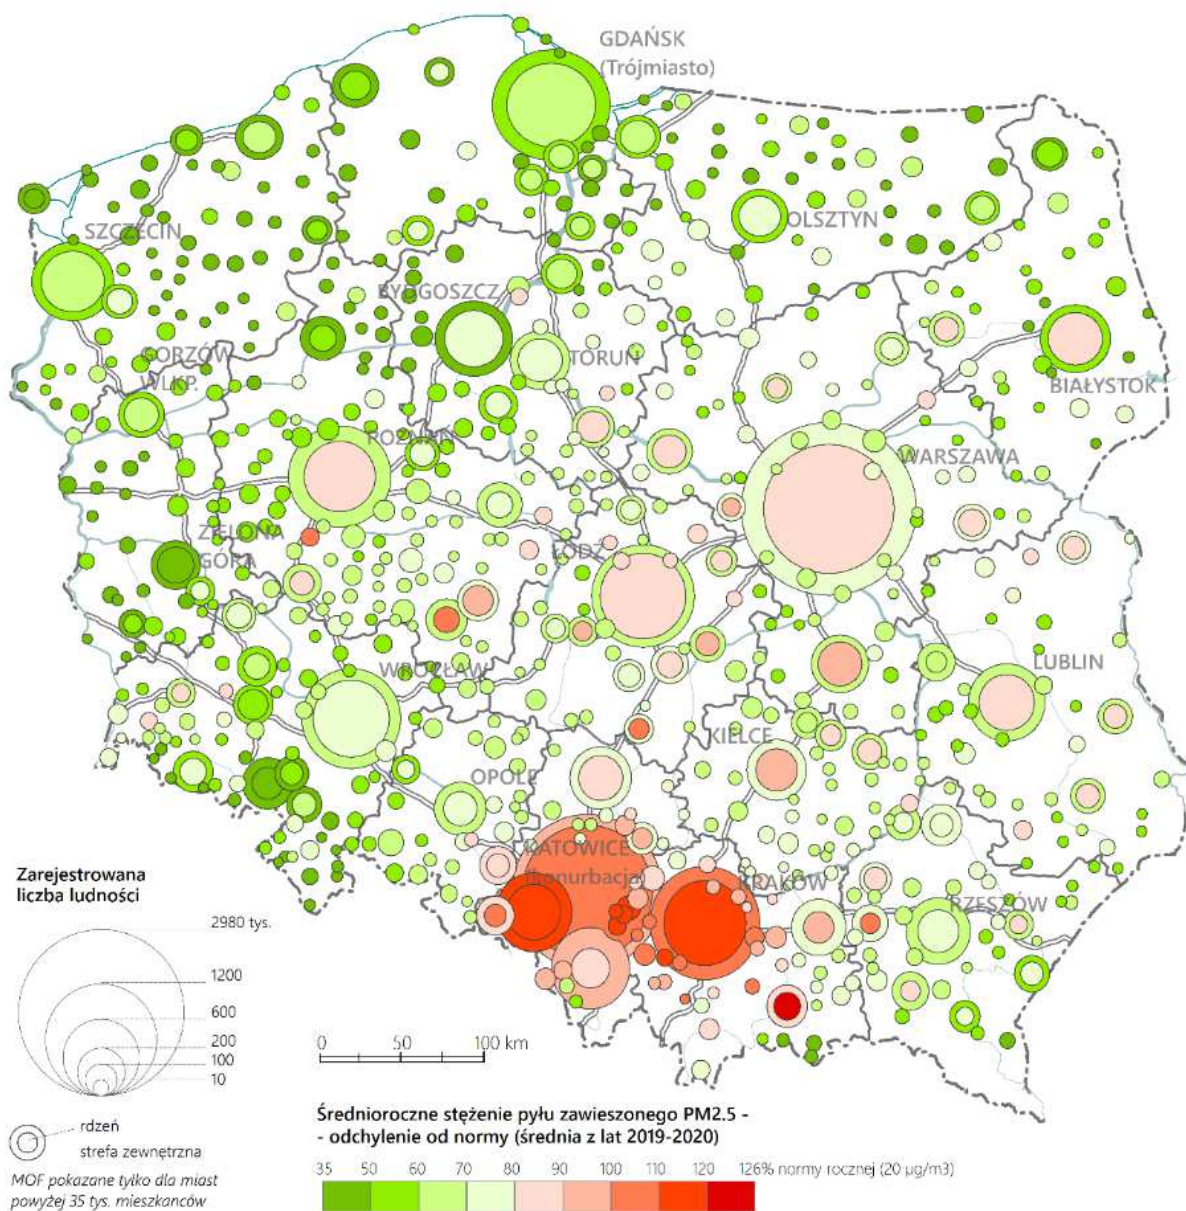 GDAŃSK
(Trójmiasto)
OLSZTYN
SZCZECIN
BYDGOSZCZ
TORUŃ
BIAŁYSTOK
GORZÓW
WLKP.
POZNAŃ
WARSZAWA
ZIELONA
GÓRA
ŁÓDŹ
LUBLIN
WROCŁAW
KIELCE
OPOLE
KATOWICE
(konurbacja)
KRAKÓW
RZESZÓW
Zarejestrowana
liczba ludności
2980 tys.
1200
600
200
100
10
rdzeń
strefa zewnętrzna
MOF pokazane tylko dla miast
powyżej 35 tys. mieszkanców
0 50 100 km
Średnioroczne stężenie pyłu zawieszonego PM2.5 -
- odchylenie od normy (średnia z lat 2019-2020)
35 50 60 70 80 90 100 110 120 126% normy rocznej (20 µg/m3)